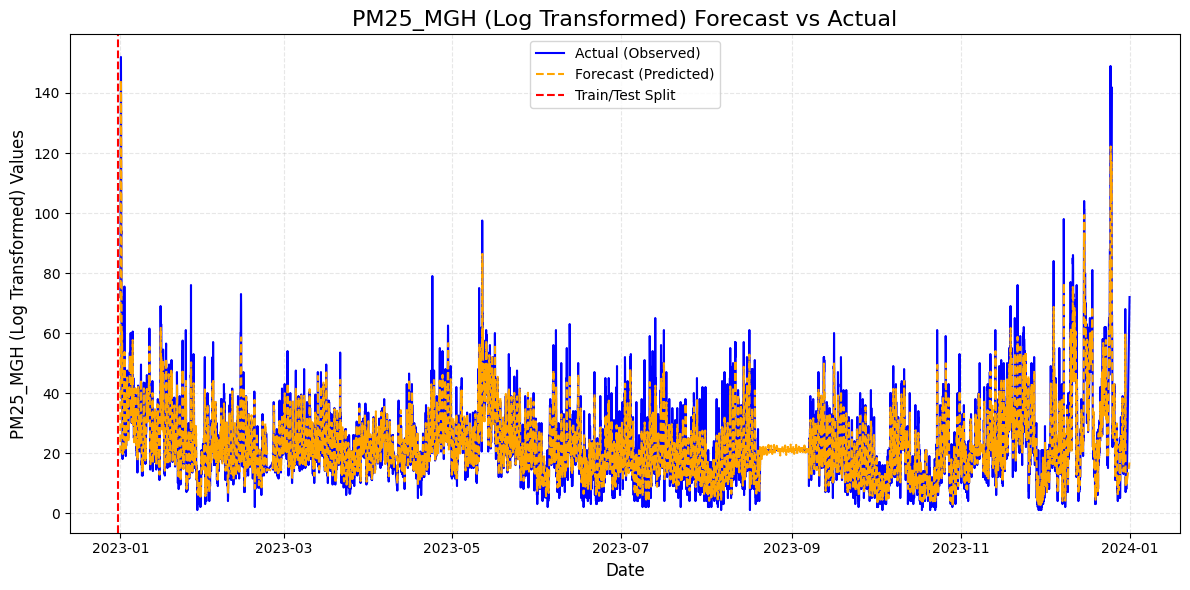 PM25_MGH (Log Transformed) Forecast vs Actual
Actual (Observed)
Forecast (Predicted)
Train/Test Split
PM25_MGH (Log Transformed) Values
140
120
100
80
60
40
20
0
2023-01
2023-03
2023-05
2023-07
2023-09
2023-11
2024-01
Date